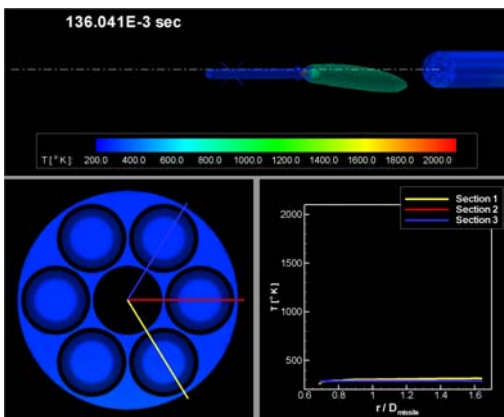 136.041E-3 sec
T[°K]: 200.0 400.0 600.0 800.0 1000.0 1200.0 1400.0 1600.0 1800.0 2000.0
Section 1
Section 2
Section 3
2000
1500
1000
500
T[°K]
0.6 0.8 1 1.2 1.4 1.6
r/D missile